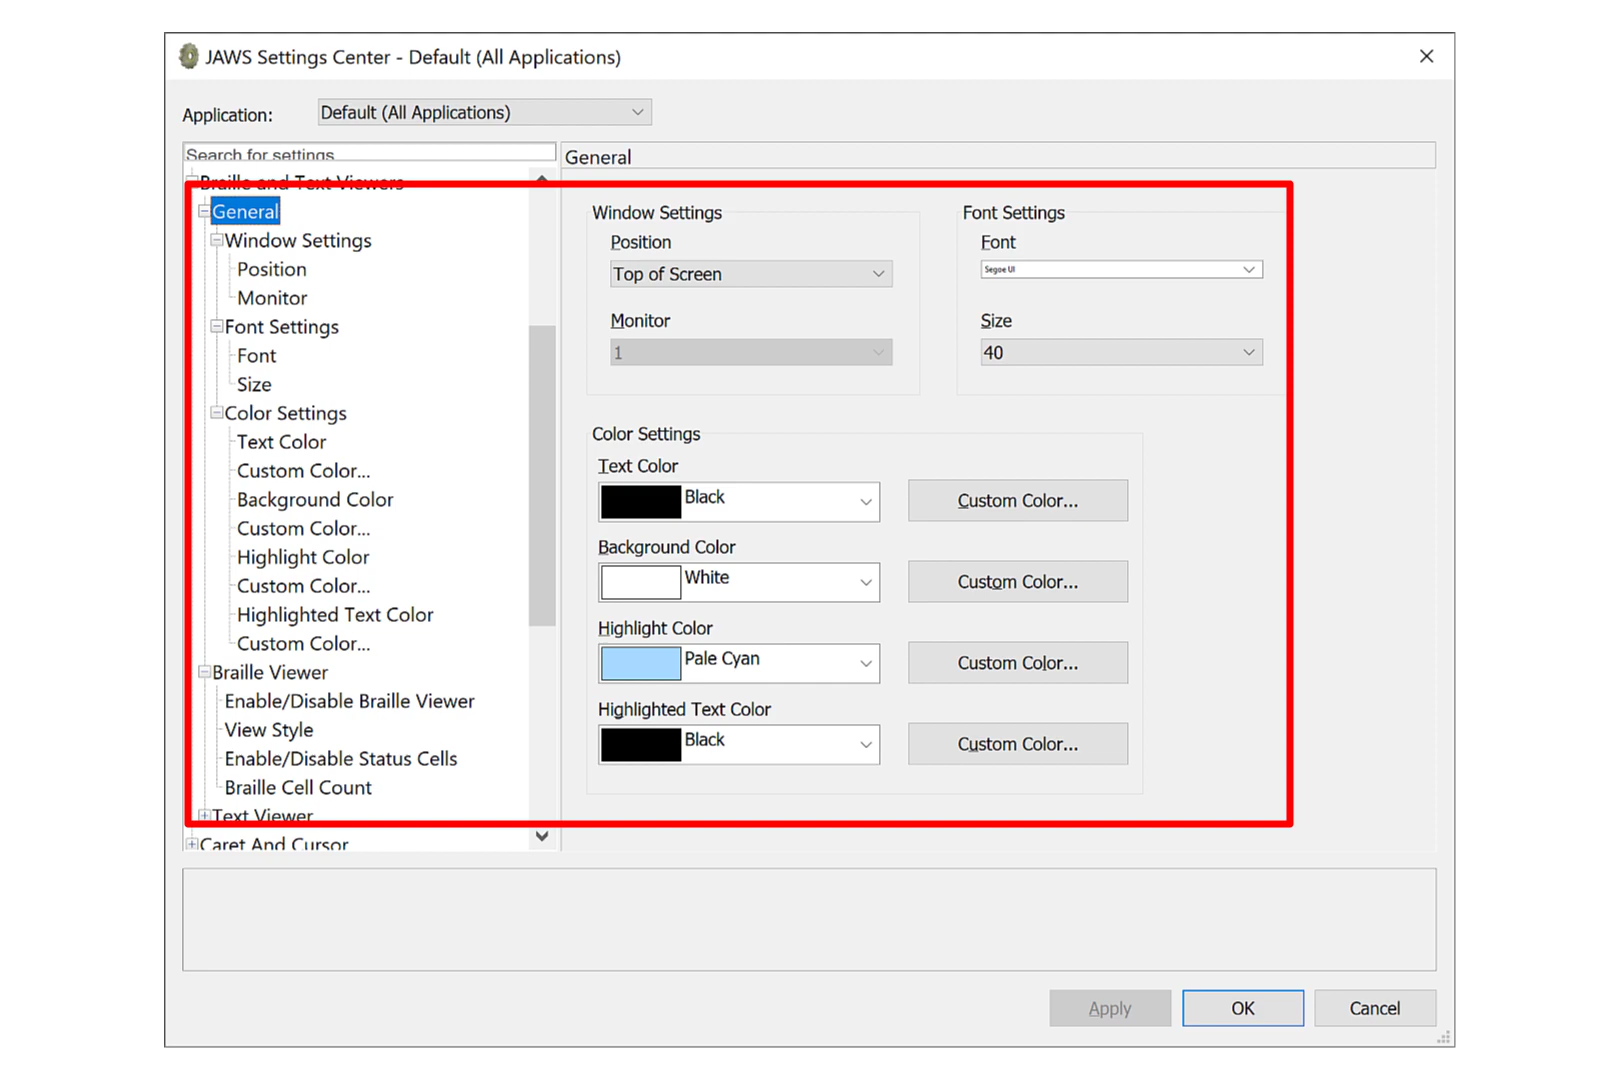 JAWS Settings Center - Default (All Applications)
Application:
Default (All Applications)
Search for settings
Braille and Text Viewers
General
Window Settings
Position
Monitor
Font Settings
Font
Size
Color Settings
Text Color
Custom Color...
Background Color
Custom Color...
Highlight Color
Custom Color...
Highlighted Text Color
Custom Color...
Braille Viewer
Enable/Disable Braille Viewer
View Style
Enable/Disable Status Cells
Braille Cell Count
Text Viewer
Caret And Cursor
General
Window Settings
Position
Top of Screen
Monitor
1
Font Settings
Font
Segoe UI
Size
40
Color Settings
Text Color
Black
Custom Color...
Background Color
White
Custom Color...
Highlight Color
Pale Cyan
Custom Color...
Highlighted Text Color
Black
Custom Color...
Apply
OK
Cancel